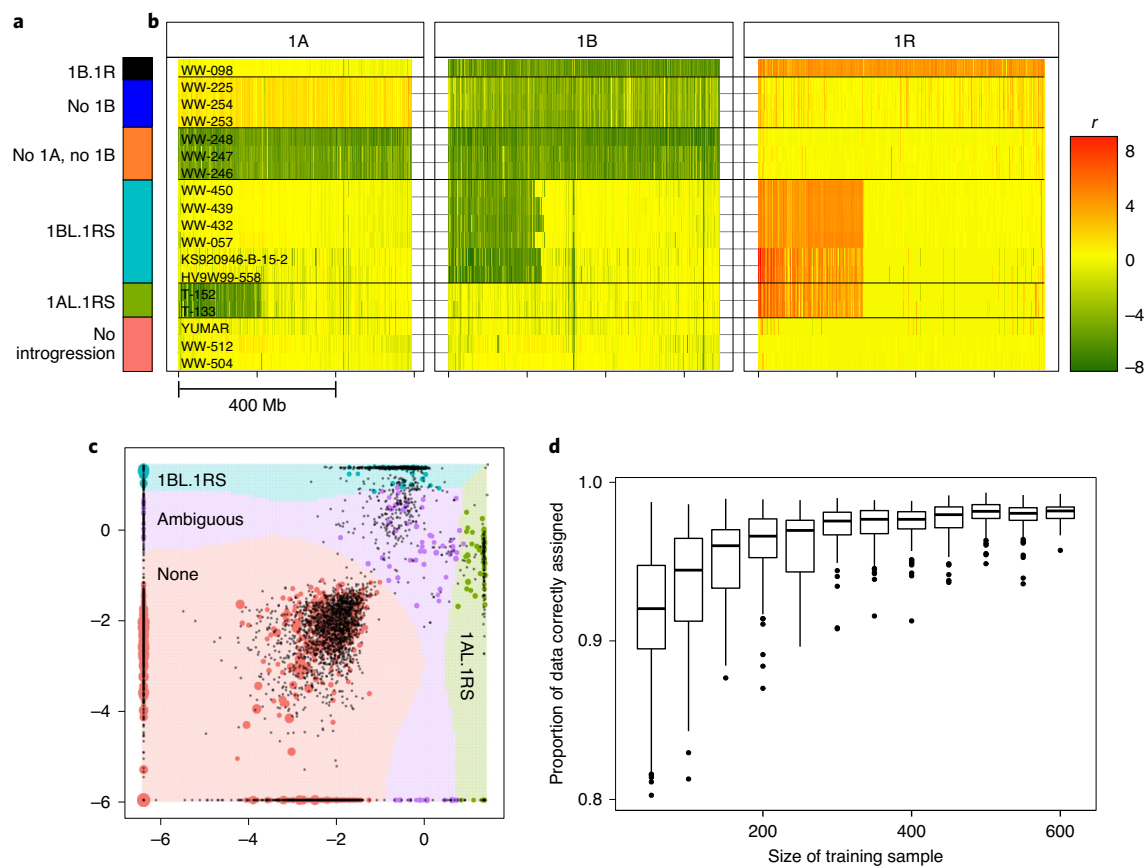 a
b
1A
1B
1R
1B.1R
No 1B
No 1A, no 1B
1BL.1RS
1AL.1RS
No
introgression
WW-098
WW-225
WW-254
WW-253
WW-248
WW-247
WW-246
WW-450
WW-439
WW-432
WW-057
KS920946-B-15-2
HV9W99-558
T-152
T-133
YUMAR
WW-512
WW-504
400 Mb
r
8
4
0
−4
−8
c
1BL.1RS
Ambiguous
None
1AL.1RS
0
−2
−4
−6
−6
−4
−2
0
d
Proportion of data correctly assigned
1.0
0.9
0.8
200
400
600
Size of training sample